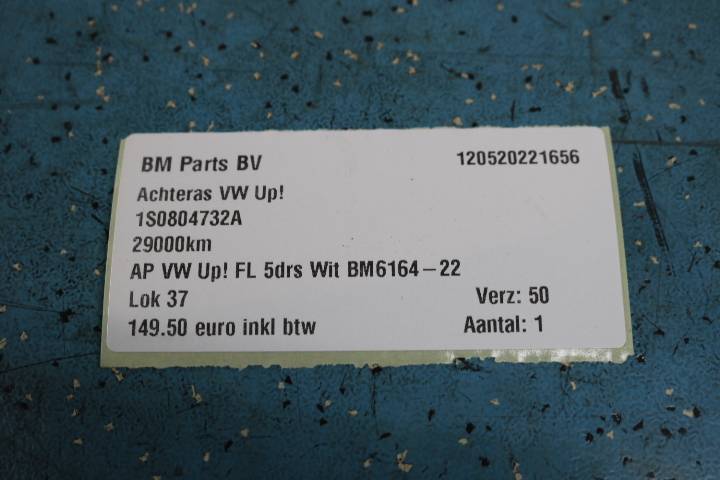 BM Parts BV 120520221656
Achteras VW Up!
1S0804732A
29000km
AP VW Up! FL 5drs Wit BM6164-22
Lok 37 Verz: 50
149.50 euro inkl btw Aantal: 1